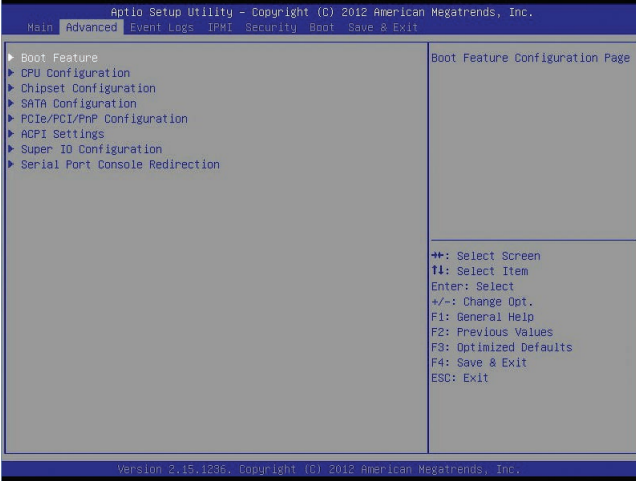 Aptio Setup Utility – Copyright (C) 2012 American Megatrends, Inc.
Main Advanced Event Logs IPMI Security Boot Save & Exit
Boot Feature
CPU Configuration
Chipset Configuration
SATA Configuration
PCIe/PCI/PnP Configuration
ACPI Settings
Super IO Configuration
Serial Port Console Redirection
Boot Feature Configuration Page
→←: Select Screen
↑↓: Select Item
Enter: Select
+/-: Change Opt.
F1: General Help
F2: Previous Values
F3: Optimized Defaults
F4: Save & Exit
ESC: Exit
Version 2.15.1236. Copyright (C) 2012 American Megatrends, Inc.